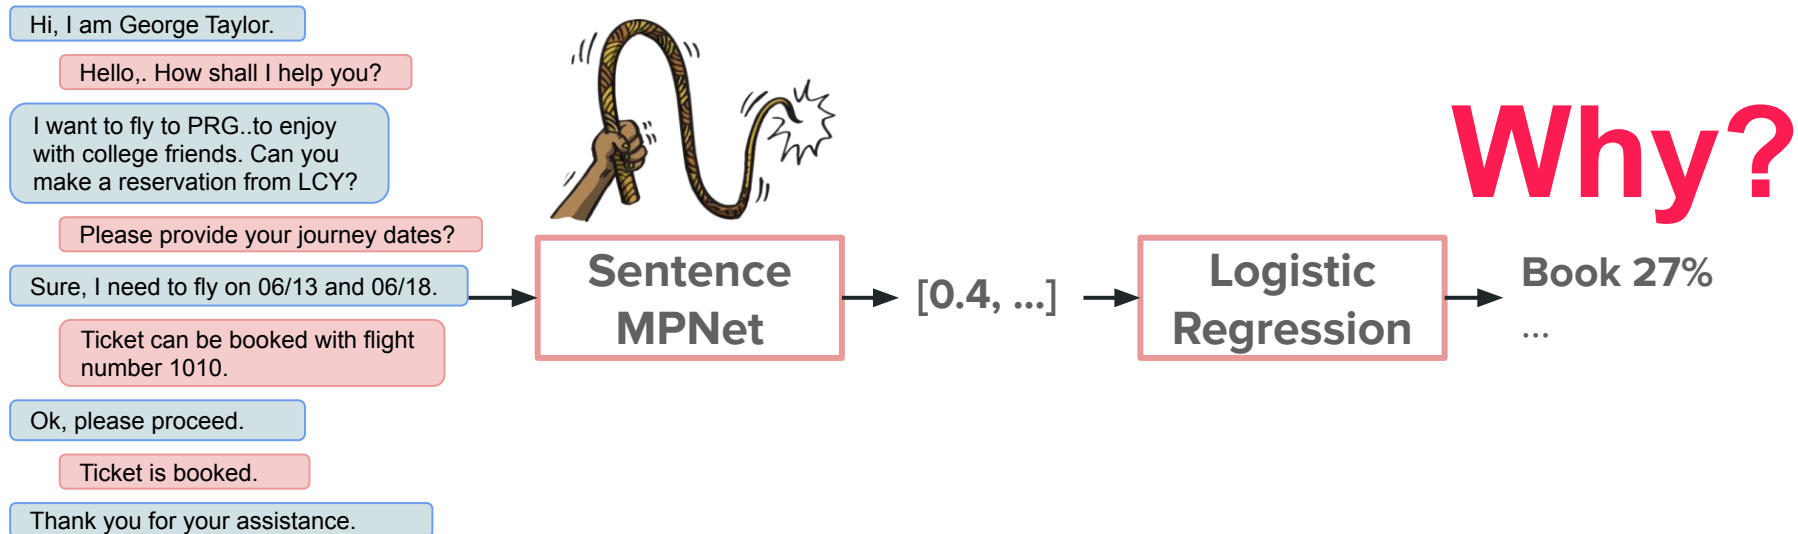 Hi, I am George Taylor.
Hello,. How shall I help you?
I want to fly to PRG..to enjoy
with college friends. Can you
make a reservation from LCY?
Please provide your journey dates?
Sure, I need to fly on 06/13 and 06/18.
Ticket can be booked with flight
number 1010.
Ok, please proceed.
Ticket is booked.
Thank you for your assistance.
Sentence
MPNet
[0.4, ...]
Logistic
Regression
Why?
Book 27%
...